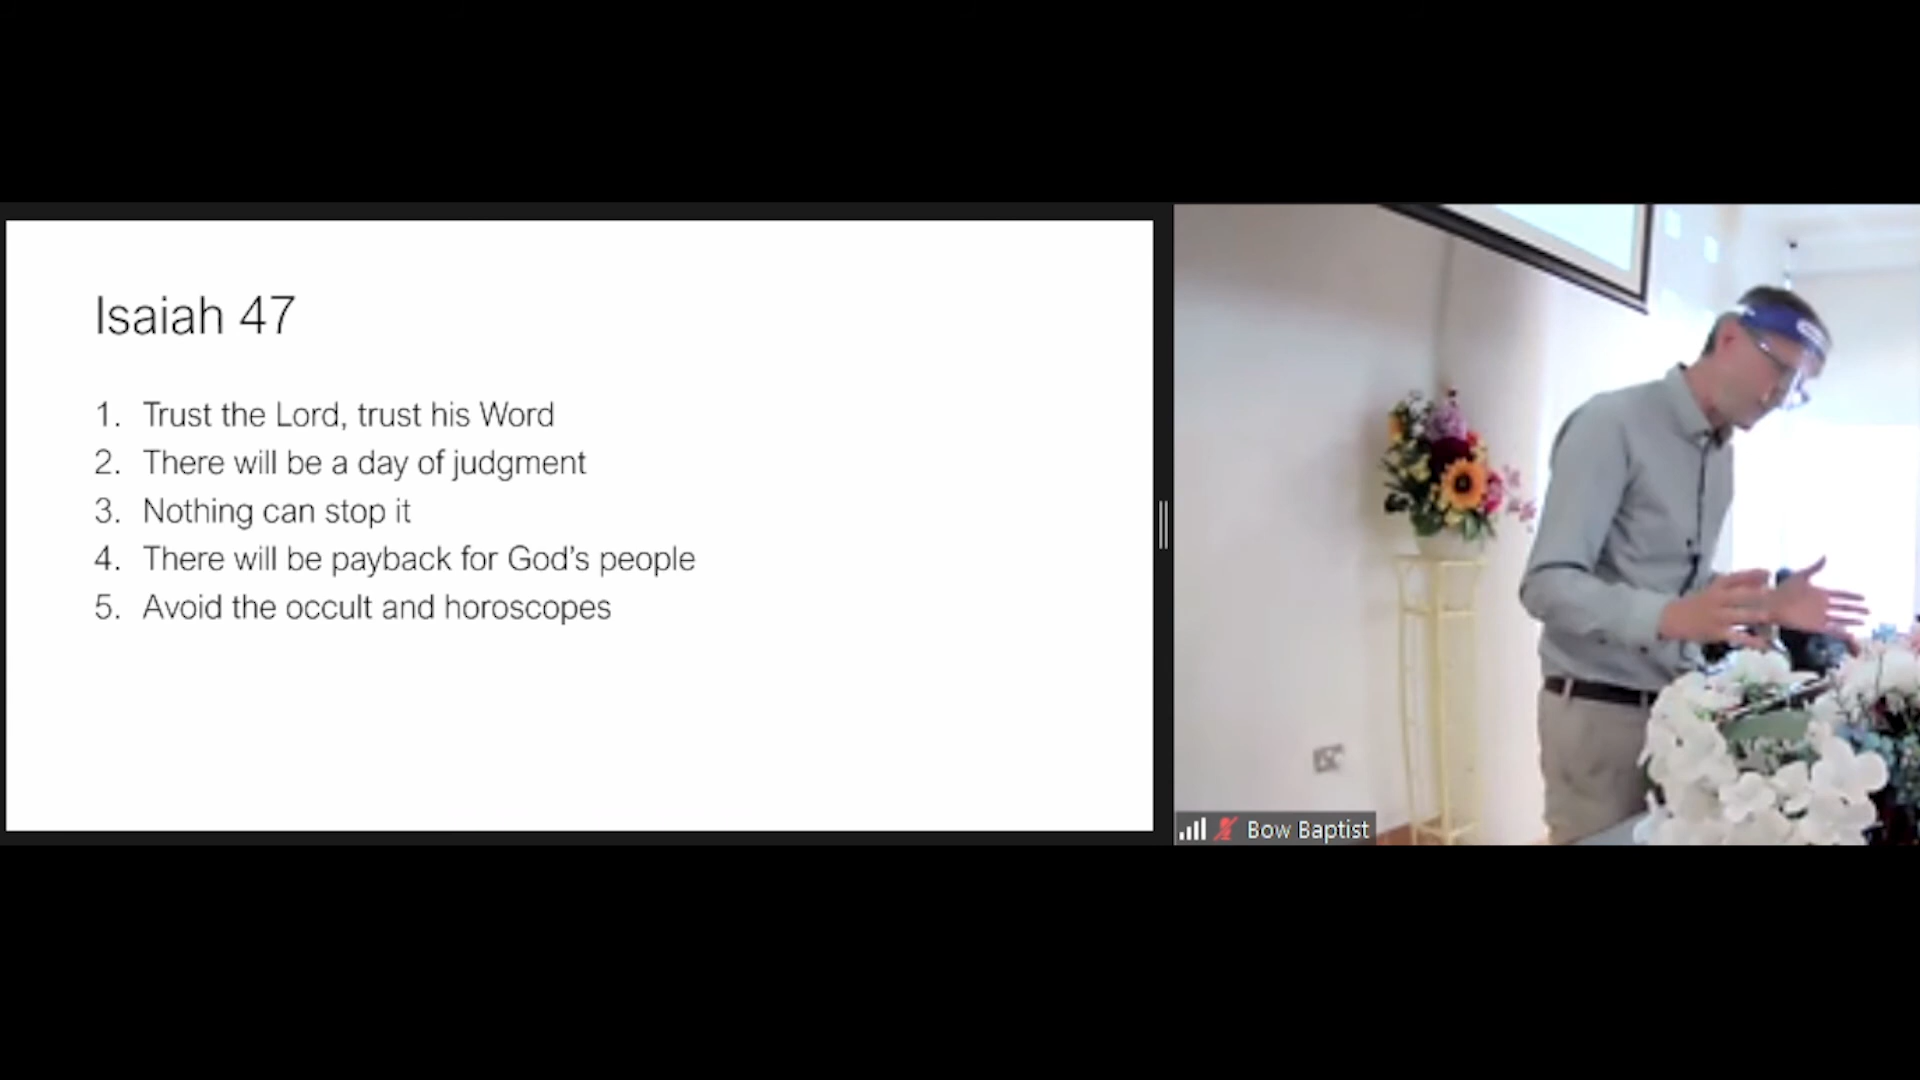 Isaiah 47
1. Trust the Lord, trust his Word
2. There will be a day of judgment
3. Nothing can stop it
4. There will be payback for God's people
5. Avoid the occult and horoscopes
Bow Baptist